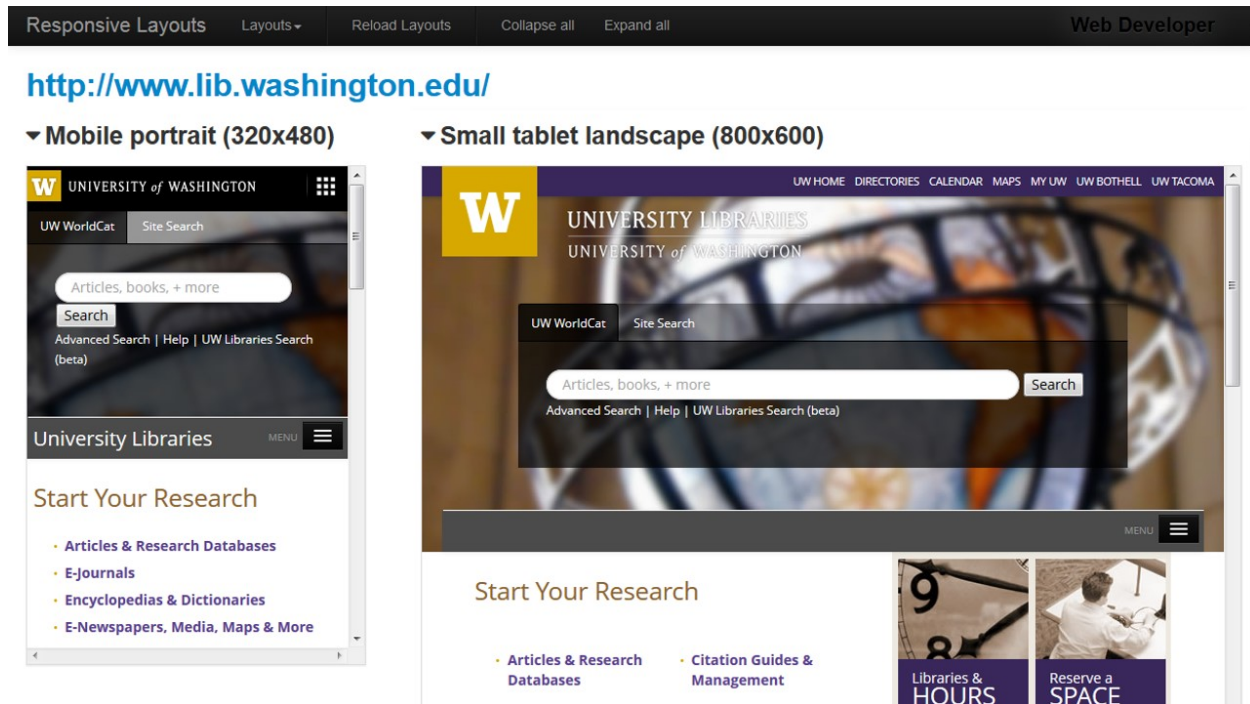 Responsive Layouts Layouts Reload Layouts Collapse all Expand all Web Developer
http://www.lib.washington.edu/
Mobile portrait (320x480)
W UNIVERSITY of WASHINGTON
UW WorldCat Site Search
Articles, books, + more
Search
Advanced Search | Help | UW Libraries Search
(beta)
University Libraries MENU
Start Your Research
· Articles & Research Databases
· E-Journals
· Encyclopedias & Dictionaries
· E-Newspapers, Media, Maps & More
Small tablet landscape (800x600)
UW HOME DIRECTORIES CALENDAR MAPS MY UW UW BOTHELL UW TACOMA
W
UNIVERSITY LIBRARIES
UNIVERSITY of WASHINGTON
UW WorldCat Site Search
Articles, books, + more Search
Advanced Search | Help | UW Libraries Search (beta)
MENU
Start Your Research
· Articles & Research
Databases
· Citation Guides &
Management
9
8
Libraries &
HOURS
Reserve a
SPACE